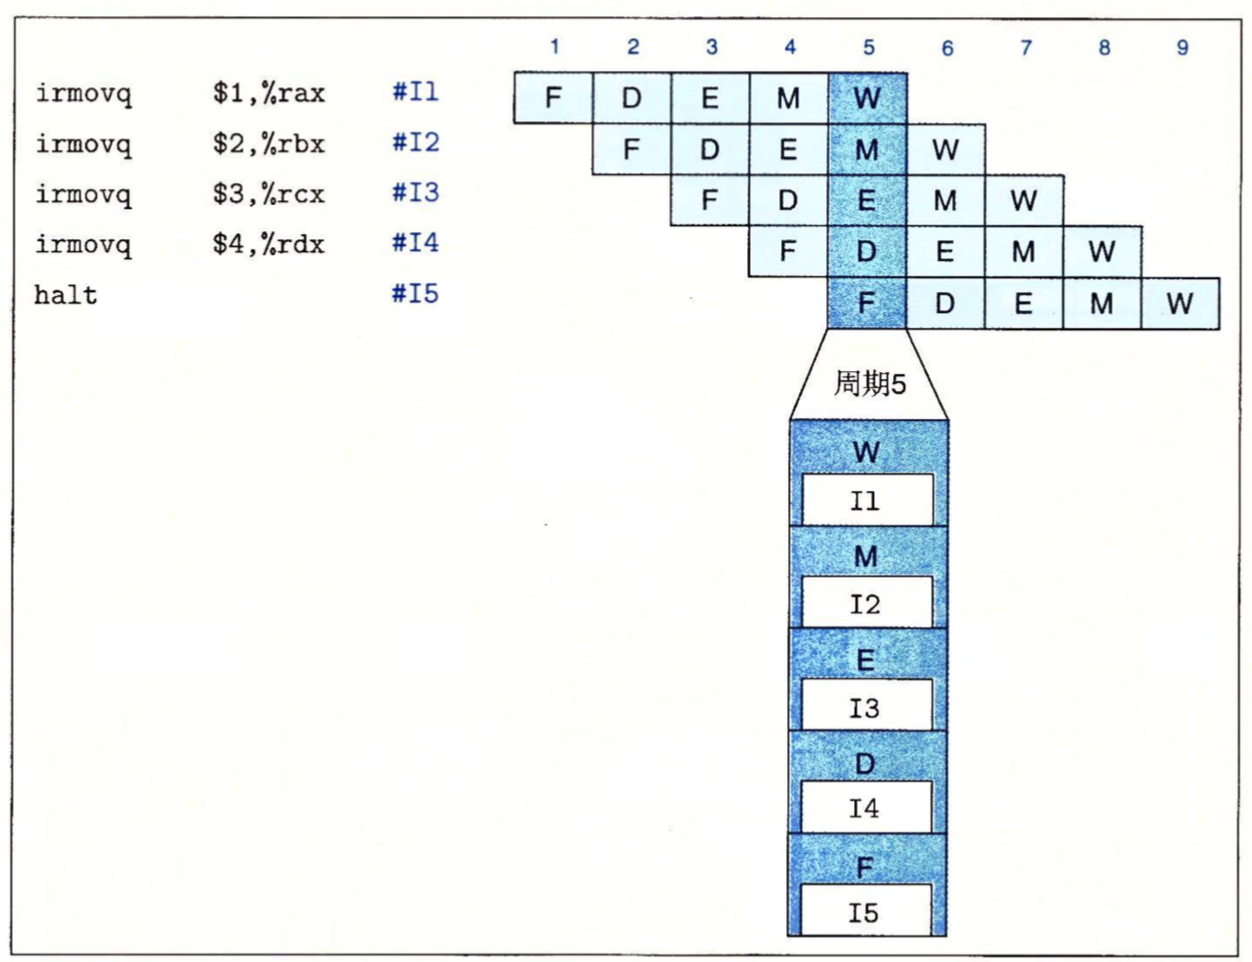 1 2 3 4 5 6 7 8 9
irmovq $1,%rax #I1 F D E M W
irmovq $2,%rbx #I2 F D E M W
irmovq $3,%rcx #I3 F D E M W
irmovq $4,%rdx #I4 F D E M W
halt #I5 F D E M W
周期5
W
I1
M
I2
E
I3
D
I4
F
I5